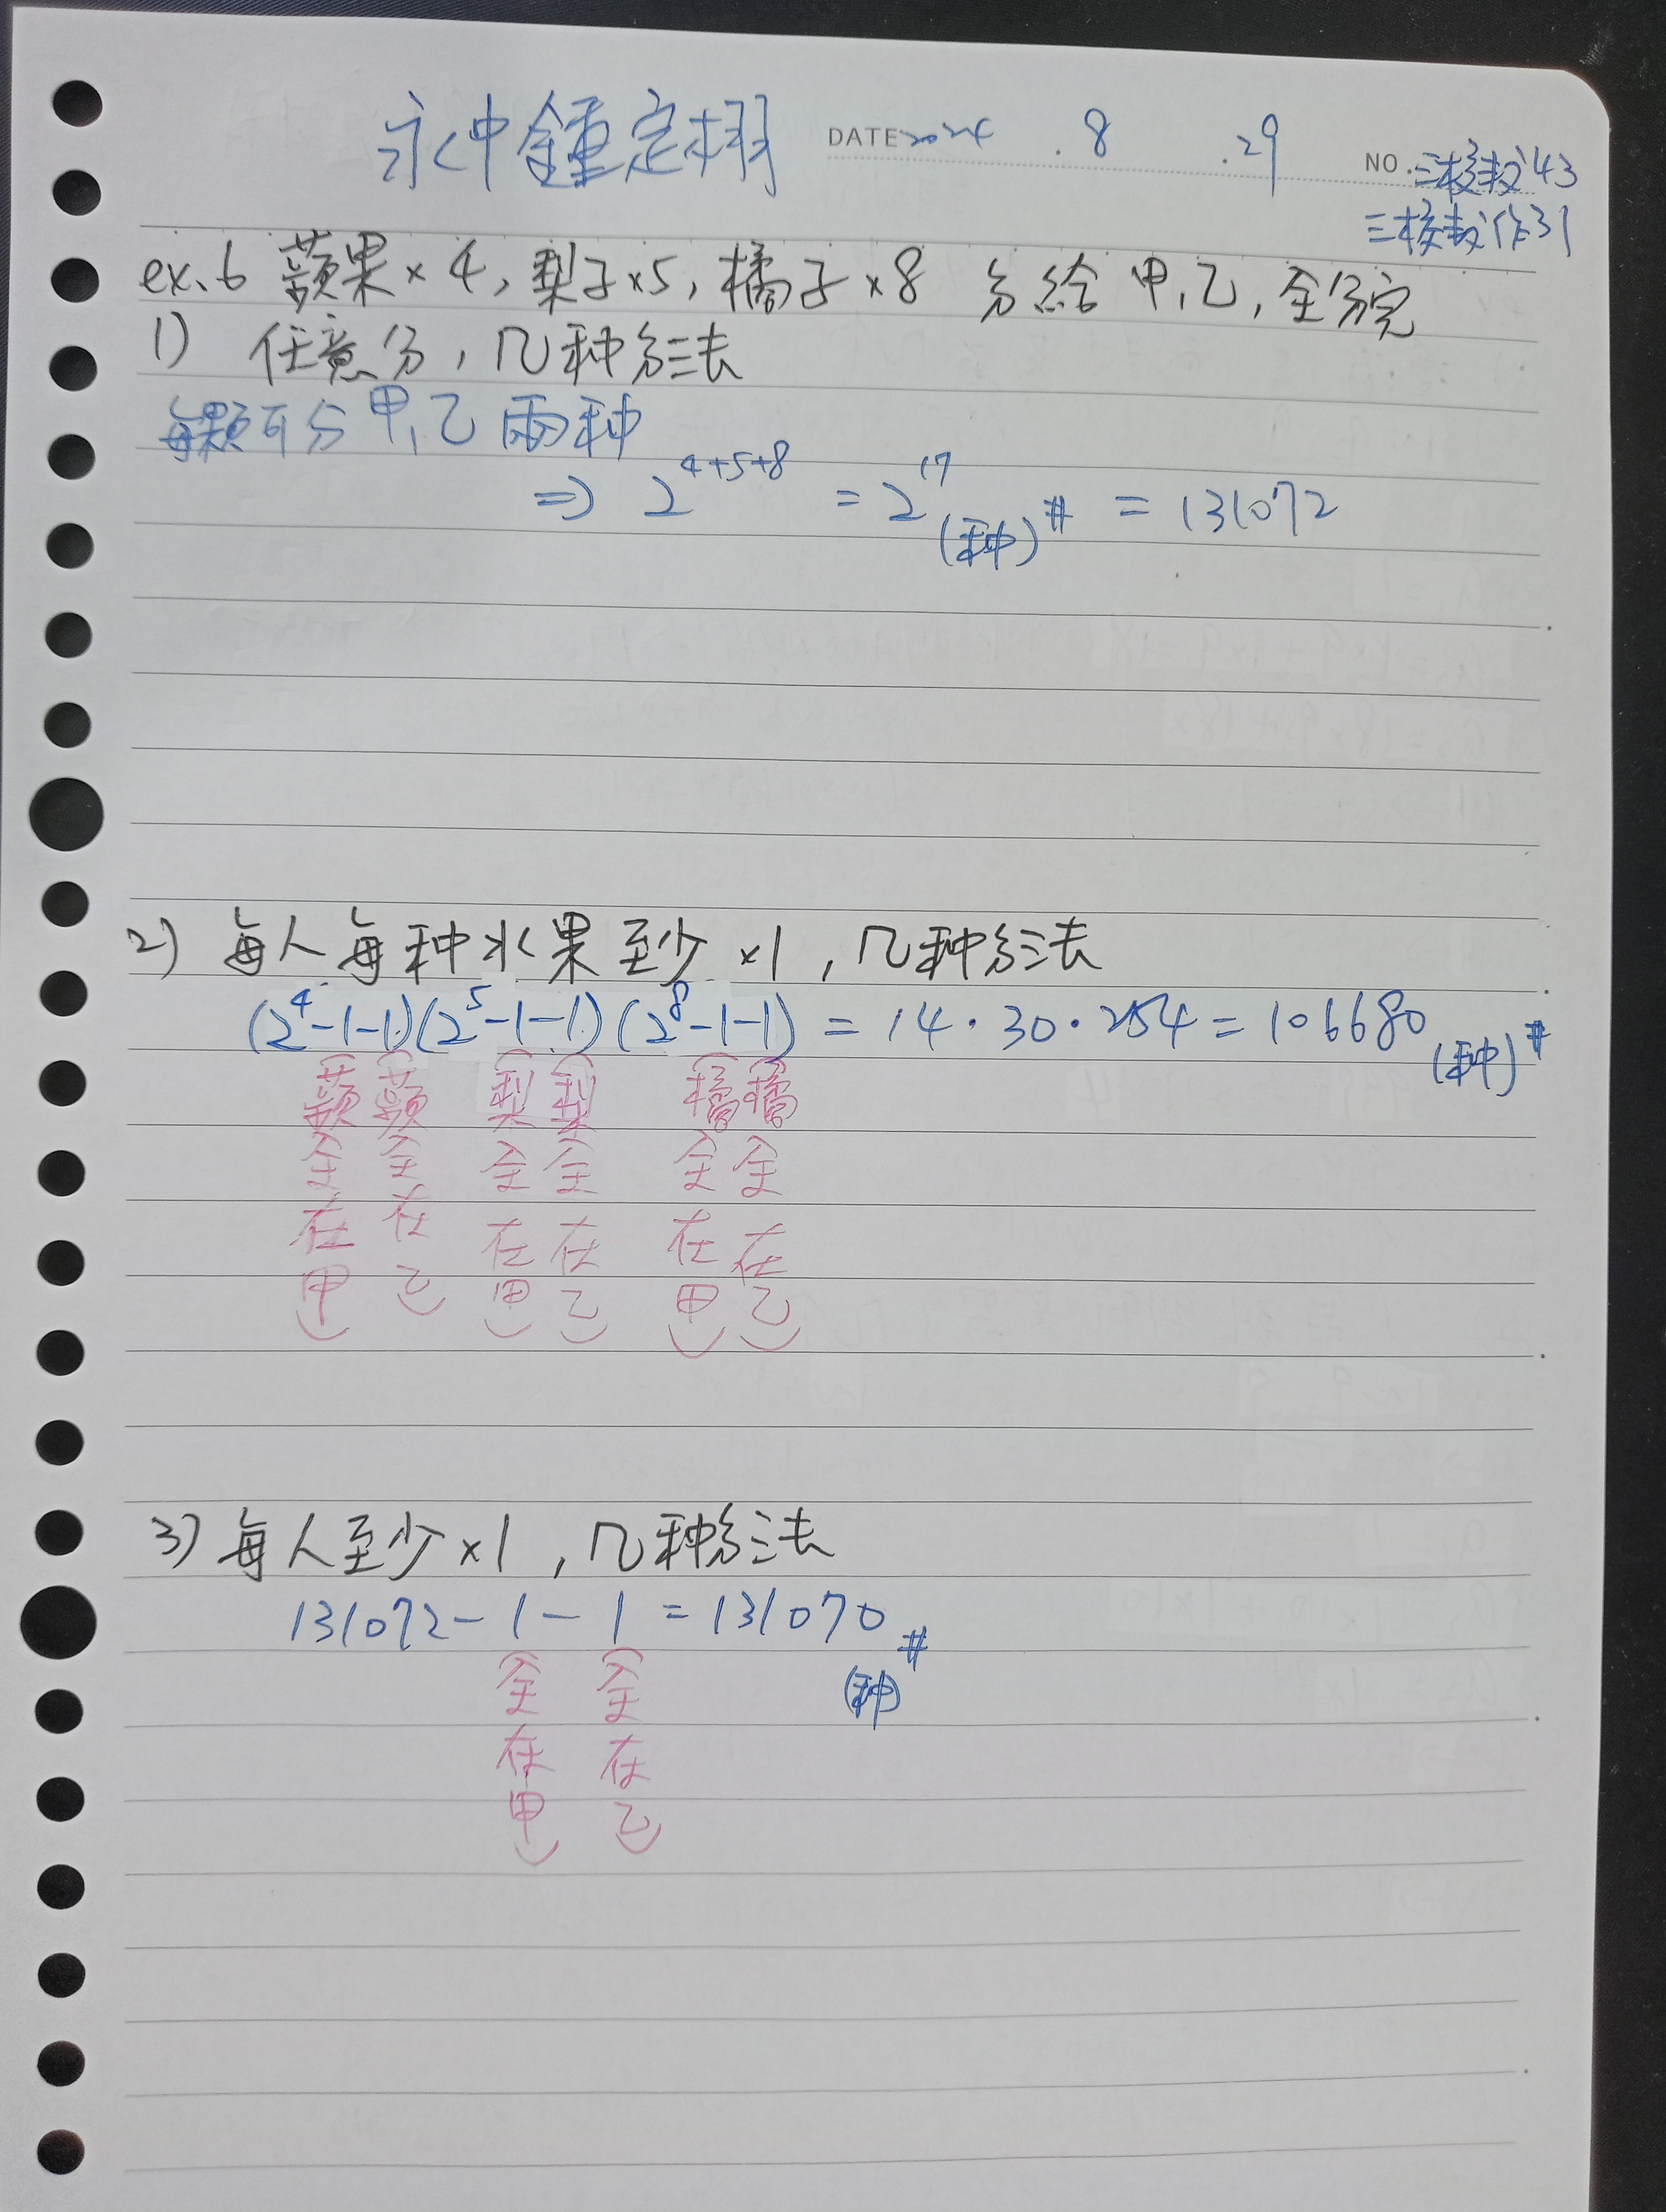 永中鍾定栩 DATE 2024 . 8 . 29 NO. 三校教43
三校教作31
ex.6 蘋果×4, 梨子×5, 橘子×8 分給甲,乙,全分完
1) 任意分, 几种分法
每顆可分甲,乙兩种
⇒ 2^(4+5+8) = 2^17 (种)# = 131072
2) 每人每种水果至少×1, 几种分法
(2^4-1-1)(2^5-1-1)(2^8-1-1) = 14·30·254 = 106680 (种)#
(蘋全在甲) (蘋全在乙) (梨全在甲) (梨全在乙) (橘全在甲) (橘全在乙)
3) 每人至少×1, 几种分法
131072-1-1 = 131070 (种)#
(全在甲) (全在乙)